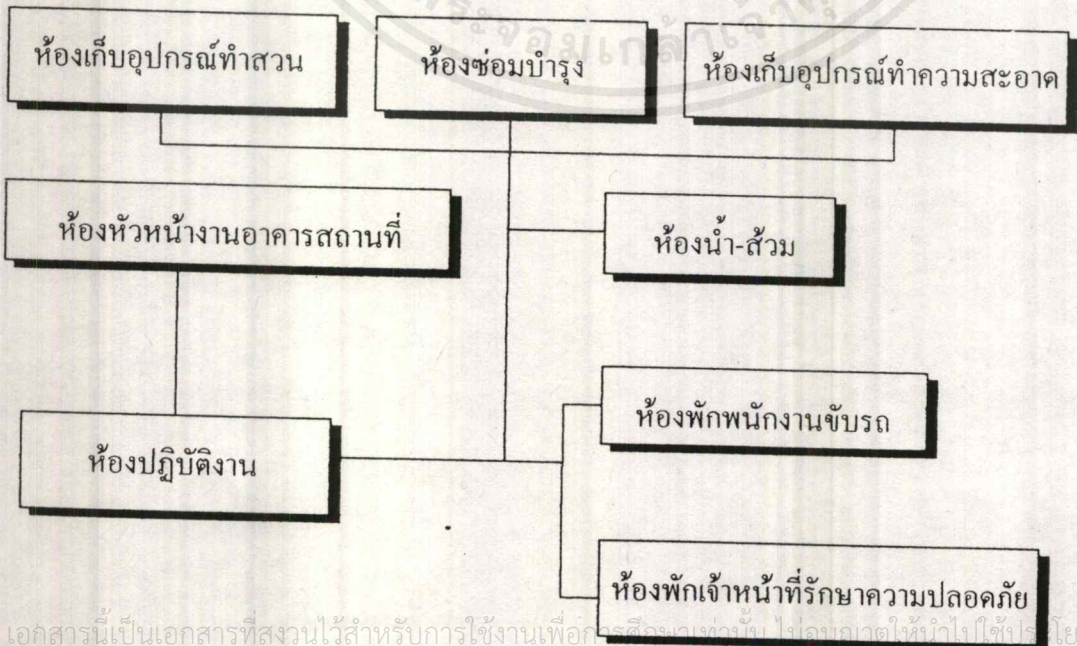 ห้องเก็บอุปกรณ์ทำสวน
ห้องซ่อมบำรุง
ห้องเก็บอุปกรณ์ทำความสะอาด
ห้องหัวหน้างานอาคารสถานที่
ห้องน้ำ-ส้วม
ห้องพักพนักงานขับรถ
ห้องปฏิบัติงาน
ห้องพักเจ้าหน้าที่รักษาความปลอดภัย
เอกสารนี้เป็นเอกสารที่สงวนไว้สำหรับการใช้งานเพื่อการศึกษาเท่านั้น ไม่อนุญาตให้นำไปใช้